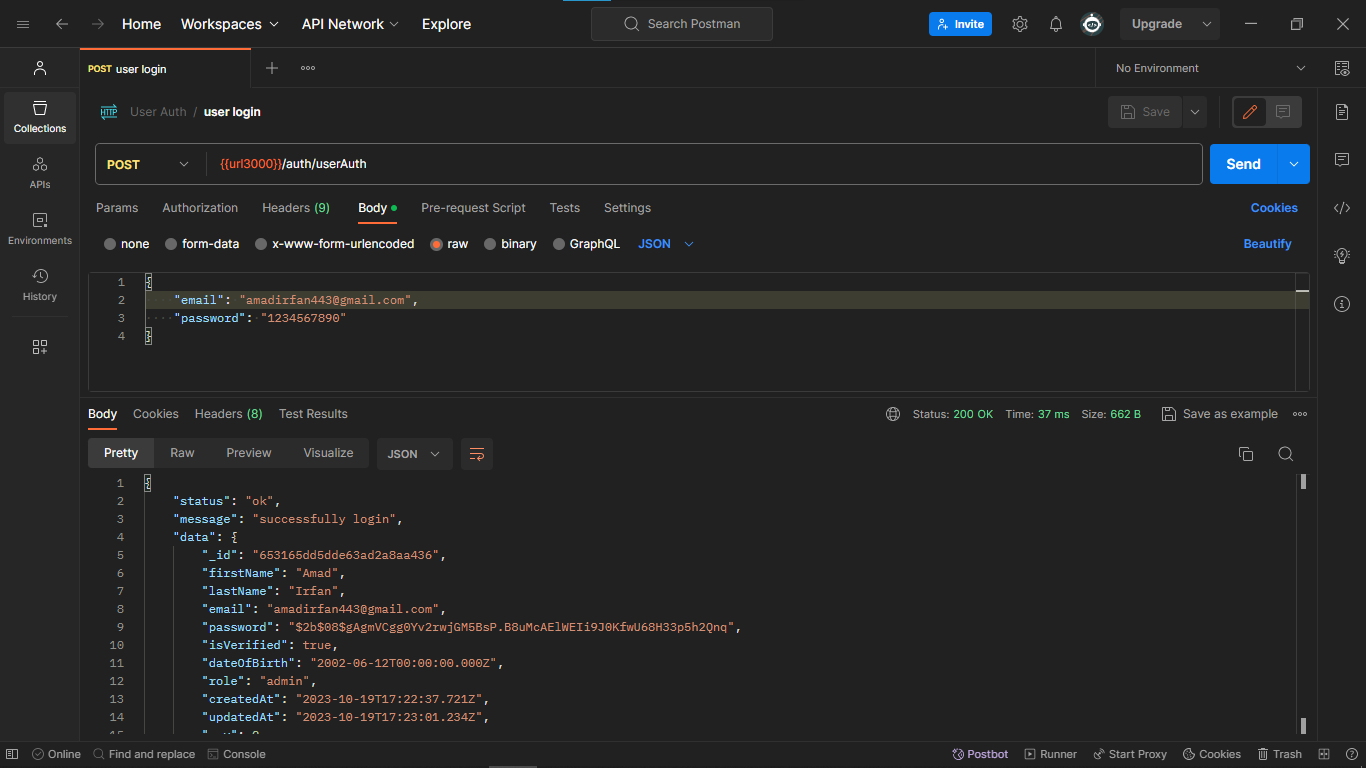 Home Workspaces API Network Explore Search Postman Invite Upgrade
POST user login No Environment
User Auth / user login Save
Collections
POST {{url3000}}/auth/userAuth Send
APIs
Params Authorization Headers (9) Body Pre-request Script Tests Settings Cookies
Environments
none form-data x-www-form-urlencoded raw binary GraphQL JSON Beautify
History
1 {
2 "email": "amadirfan443@gmail.com",
3 "password": "1234567890"
4 }
Body Cookies Headers (8) Test Results Status: 200 OK Time: 37 ms Size: 662 B Save as example
Pretty Raw Preview Visualize JSON
1 {
2 "status": "ok",
3 "message": "successfully login",
4 "data": {
5 "_id": "653165dd5dde63ad2a8aa436",
6 "firstName": "Amad",
7 "lastName": "Irfan",
8 "email": "amadirfan443@gmail.com",
9 "password": "$2b$08$gAgmVCgg0Yv2rwjGM5BsP.B8uMcAElWEIi9J0KfwU68H33p5h2Qnq",
10 "isVerified": true,
11 "dateOfBirth": "2002-06-12T00:00:00.000Z",
12 "role": "admin",
13 "createdAt": "2023-10-19T17:22:37.721Z",
14 "updatedAt": "2023-10-19T17:23:01.234Z",
Online Find and replace Console Postbot Runner Start Proxy Cookies Trash